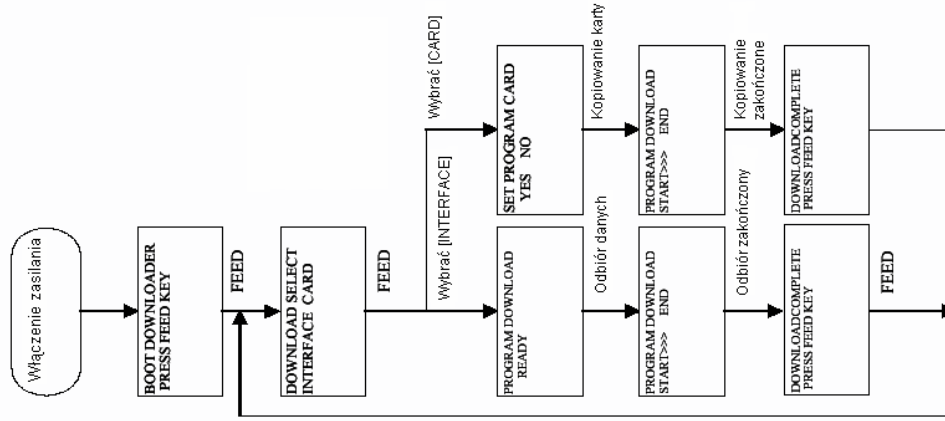 Włączenie zasilania
BOOT DOWNLOADER
PRESS FEED KEY
FEED
DOWNLOAD SELECT
INTERFACE CARD
FEED
Wybrać [INTERFACE]
Wybrać [CARD]
PROGRAM DOWNLOAD
READY
SET PROGRAM CARD
YES NO
Odbiór danych
Kopiowanie karty
PROGRAM DOWNLOAD
START>>> END
PROGRAM DOWNLOAD
START>>> END
Odbiór zakończony
Kopiowanie
zakończone
DOWNLOADCOMPLETE
PRESS FEED KEY
DOWNLOADCOMPLETE
PRESS FEED KEY
FEED